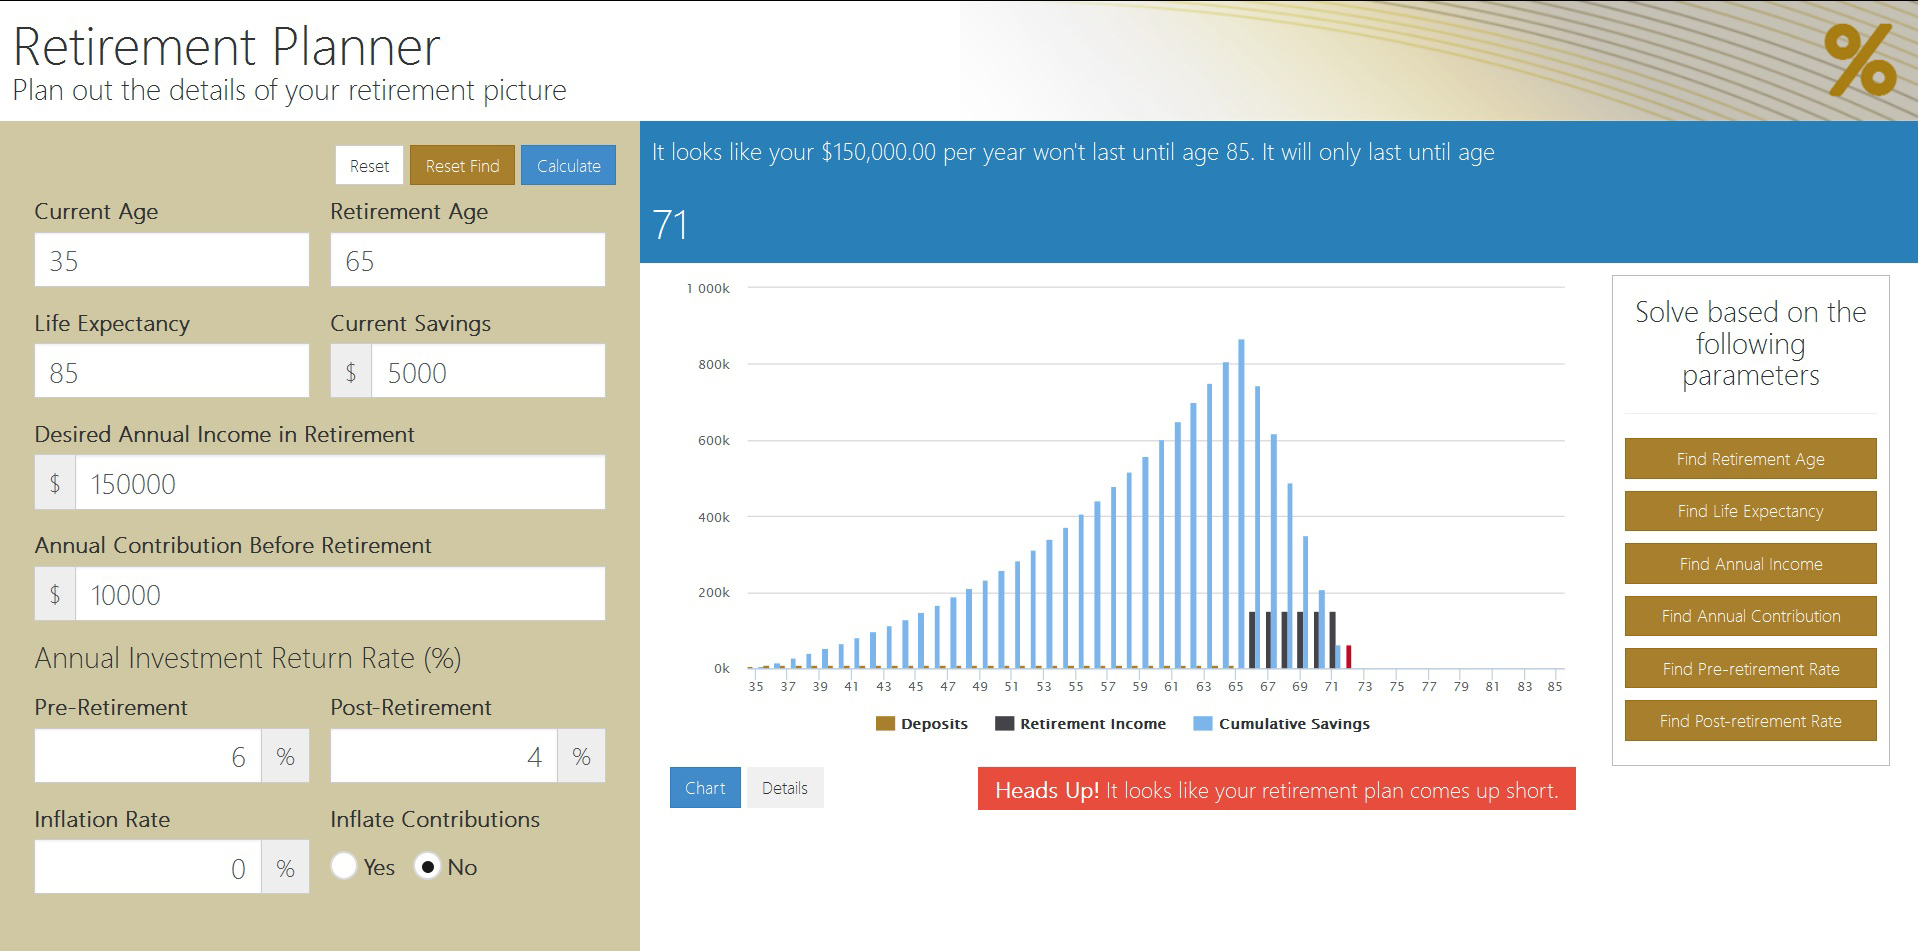 Retirement Planner
Plan out the details of your retirement picture
%
Reset Reset Find Calculate
Current Age Retirement Age
35 65
Life Expectancy Current Savings
85 $ 5000
Desired Annual Income in Retirement
$ 150000
Annual Contribution Before Retirement
$ 10000
Annual Investment Return Rate (%)
Pre-Retirement Post-Retirement
6 % 4 %
Inflation Rate Inflate Contributions
0 % Yes No
It looks like your $150,000.00 per year won't last until age 85. It will only last until age
71
1 000k
800k
600k
400k
200k
0k
35 37 39 41 43 45 47 49 51 53 55 57 59 61 63 65 67 69 71 73 75 77 79 81 83 85
Deposits Retirement Income Cumulative Savings
Chart Details
Heads Up! It looks like your retirement plan comes up short.
Solve based on the
following
parameters
Find Retirement Age
Find Life Expectancy
Find Annual Income
Find Annual Contribution
Find Pre-retirement Rate
Find Post-retirement Rate